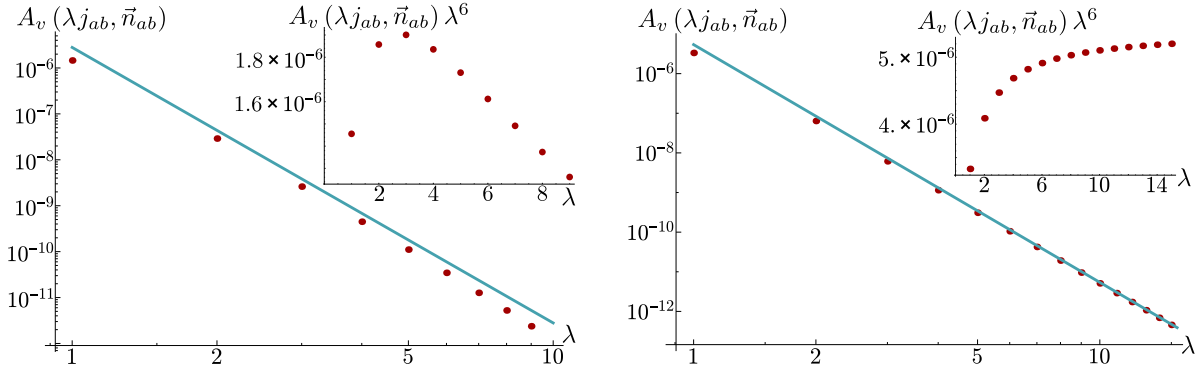 A_v (λj_ab, n⃗_ab)
A_v (λj_ab, n⃗_ab) λ^6
10^-6
10^-7
10^-8
10^-9
10^-10
10^-11
1.8 × 10^-6
1.6 × 10^-6
2 4 6 8 λ
1 2 5 10 λ
A_v (λj_ab, n⃗_ab)
A_v (λj_ab, n⃗_ab) λ^6
10^-6
10^-8
10^-10
10^-12
5. × 10^-6
4. × 10^-6
2 6 10 14 λ
1 2 5 10 λ